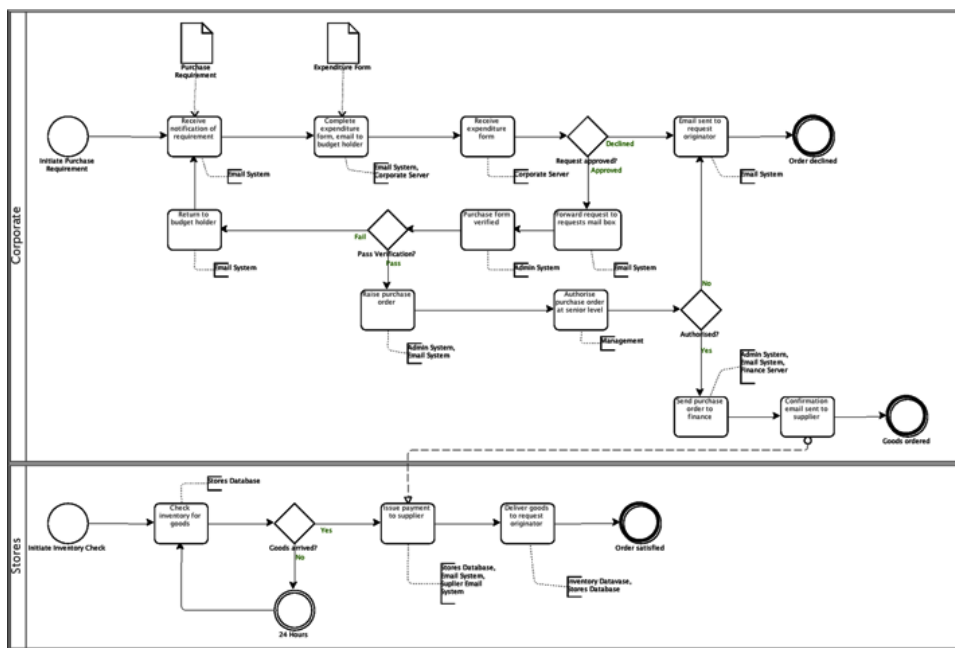 Corporate
Purchase
Requirement
Expenditure Form
Initiate Purchase
Requirement
Receive
notification of
requirement
Email System
Complete
expenditure
form, email to
budget holder
Email System,
Corporate Server
Receive
expenditure
form
Corporate Server
Request approved?
Declined
Approved
Email sent to
request
originator
Email System
Order declined
Return to
budget holder
Email System
Fail
Pass Verification?
Pass
Purchase form
verified
Admin System
Forward request to
requests mail box
Email System
Raise purchase
order
Admin System,
Email System
Authorise
purchase order
at senior level
Management
No
Authorised?
Yes
Admin System,
Email System,
Finance Server
Send purchase
order to
finance
Confirmation
email sent to
supplier
Goods ordered
Stores
Initiate Inventory Check
Stores Database
Check
inventory for
goods
Goods arrived?
Yes
No
24 Hours
Issue payment
to supplier
Stores Database,
Email System,
Suplier Email
System
Deliver goods
to request
originator
Inventory Datavase,
Stores Database
Order satisfied